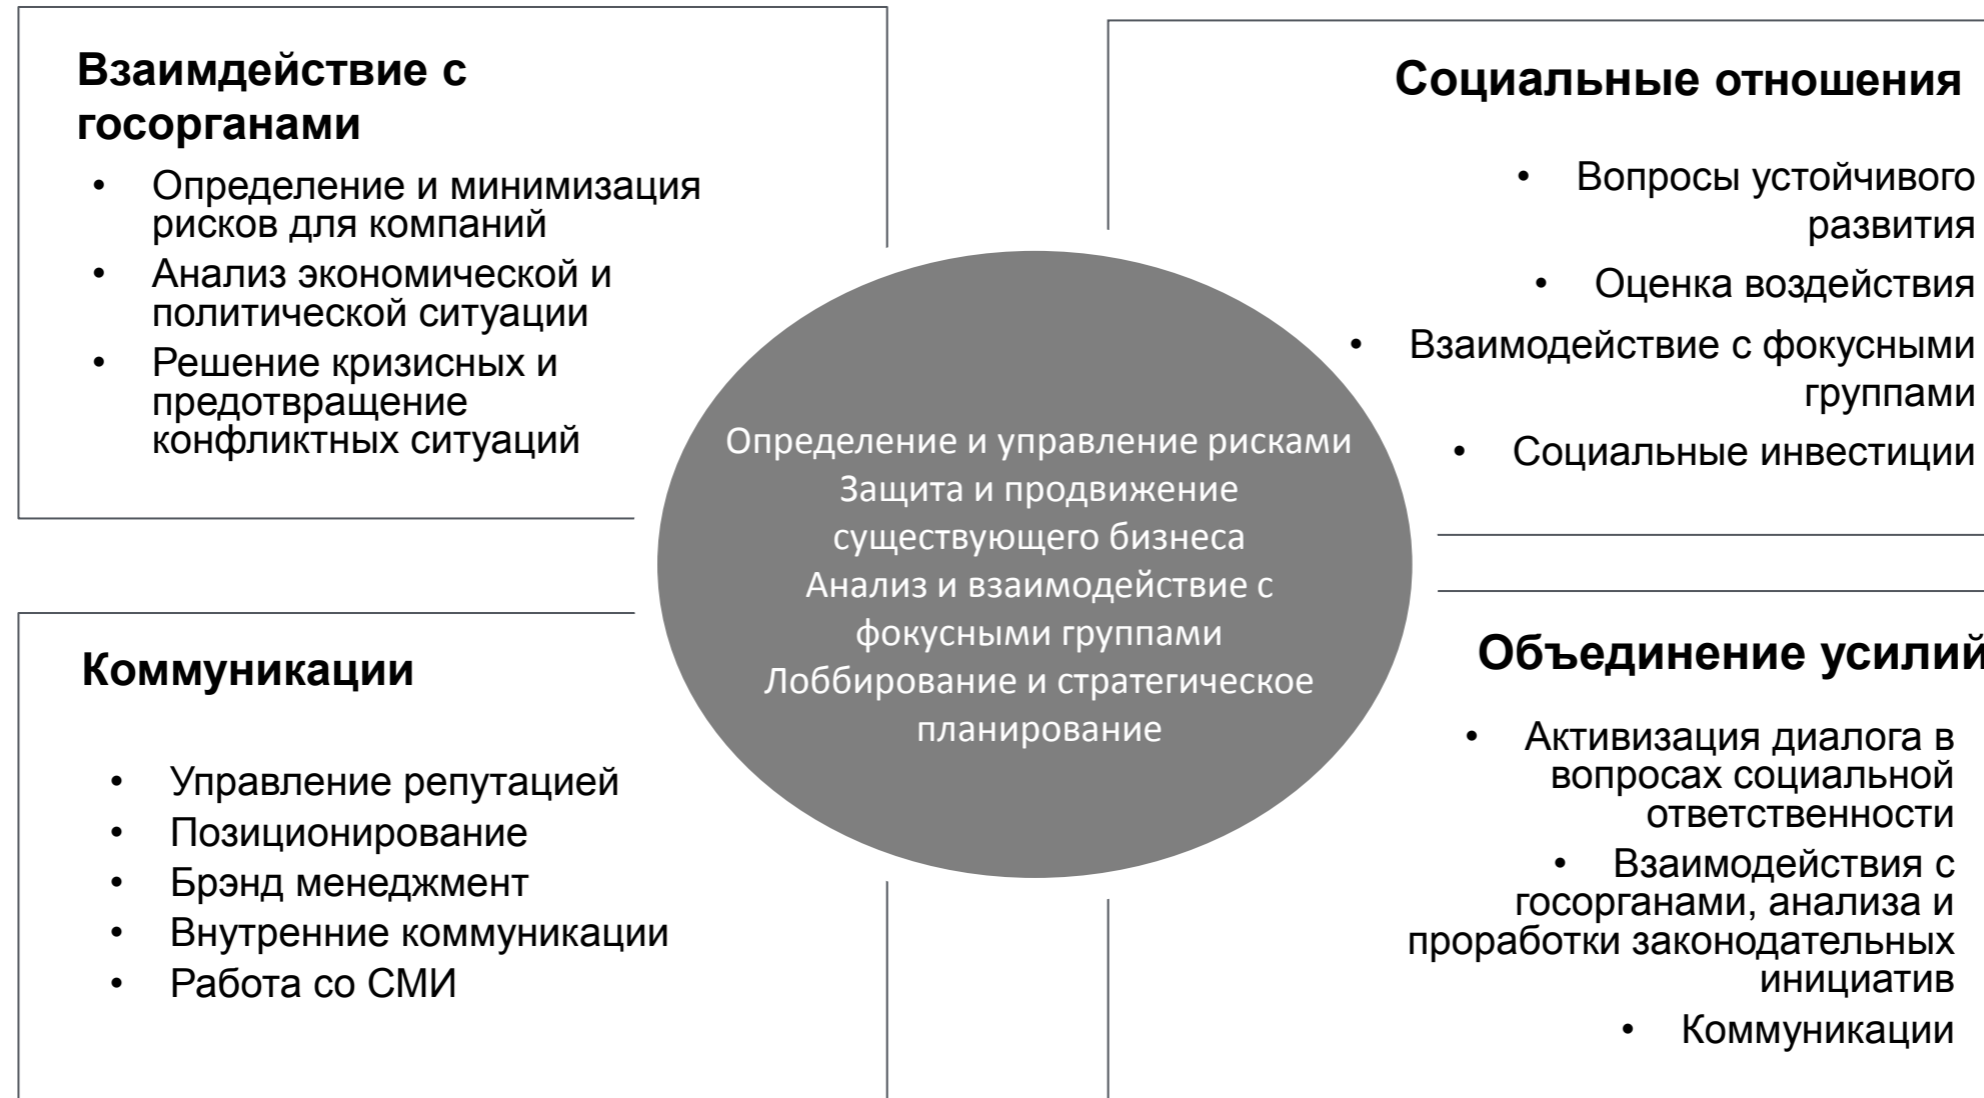 Взаимдействие с
госорганами
• Определение и минимизация
рисков для компаний
• Анализ экономической и
политической ситуации
• Решение кризисных и
предотвращение
конфликтных ситуаций
Социальные отношения
• Вопросы устойчивого
развития
• Оценка воздействия
• Взаимодействие с фокусными
группами
• Социальные инвестиции
Определение и управление рисками
Защита и продвижение
существующего бизнеса
Анализ и взаимодействие с
фокусными группами
Лоббирование и стратегическое
планирование
Коммуникации
• Управление репутацией
• Позиционирование
• Брэнд менеджмент
• Внутренние коммуникации
• Работа со СМИ
Объединение усилий
• Активизация диалога в
вопросах социальной
ответственности
• Взаимодействия с
госорганами, анализа и
проработки законодательных
инициатив
• Коммуникации